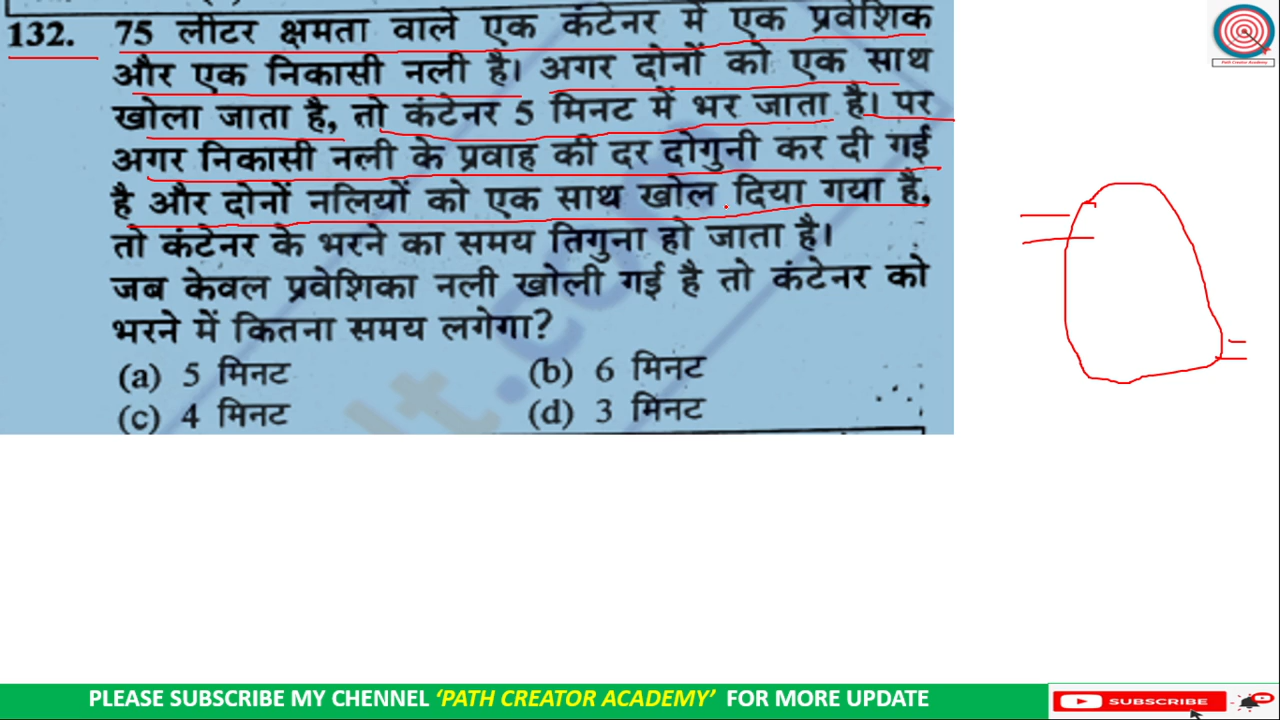 132. 75 लीटर क्षमता वाले एक कंटेनर में एक प्रवेशिक
और एक निकासी नली है। अगर दोनों को एक साथ
खोला जाता है, तो कंटेनर 5 मिनट में भर जाता है। पर
अगर निकासी नली के प्रवाह की दर दोगुनी कर दी गई
है और दोनों नलियों को एक साथ खोल दिया गया है,
तो कंटेनर के भरने का समय तिगुना हो जाता है।
जब केवल प्रवेशिका नली खोली गई है तो कंटेनर को
भरने में कितना समय लगेगा?
(a) 5 मिनट (b) 6 मिनट
(c) 4 मिनट (d) 3 मिनट
Path Creator Academy
PLEASE SUBSCRIBE MY CHENNEL ‘PATH CREATOR ACADEMY’ FOR MORE UPDATE
SUBSCRIBE